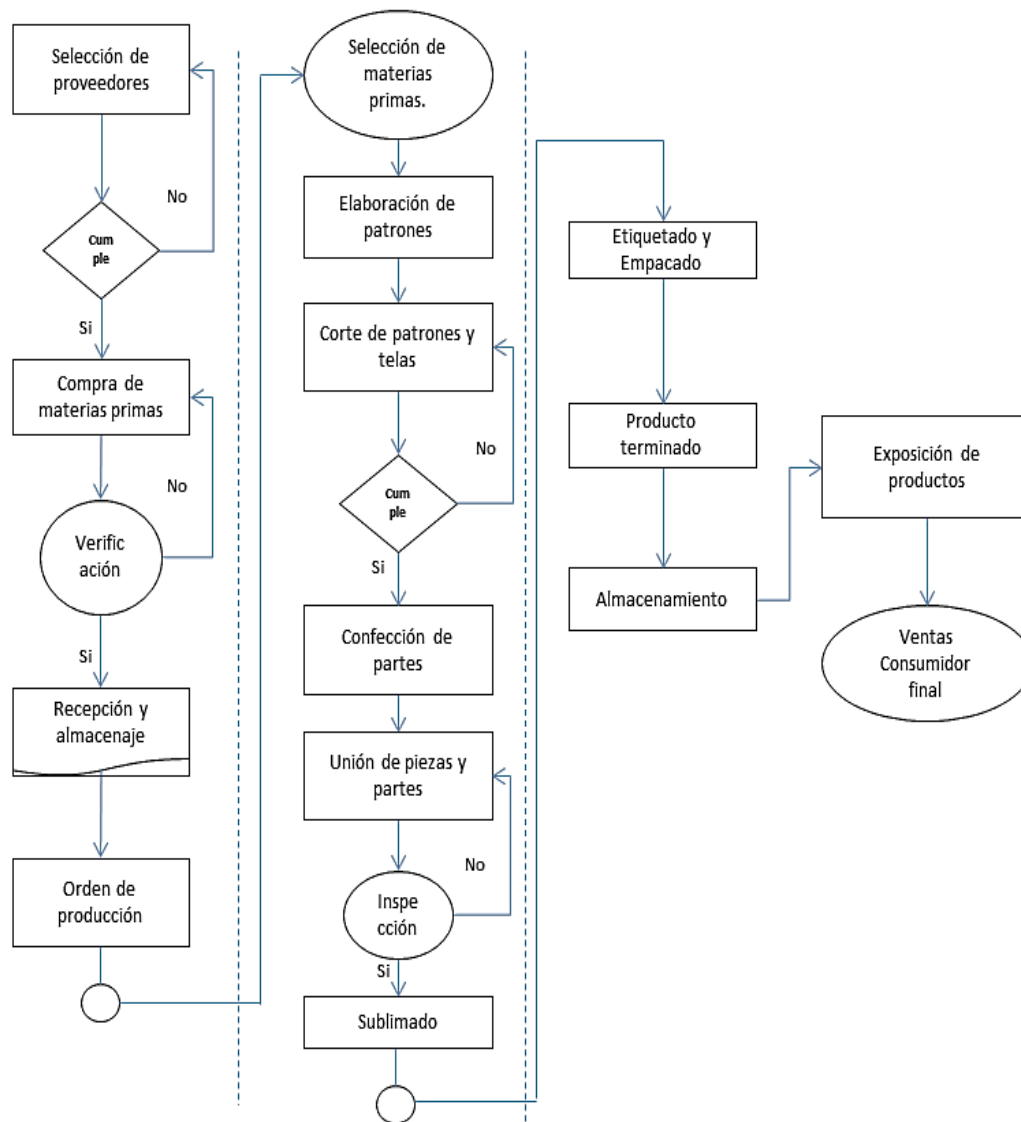 Selección de
proveedores
No
Cum
ple
Si
Compra de
materias primas
No
Verific
ación
Si
Recepción y
almacenaje
Orden de
producción
Selección de
materias
primas.
Elaboración de
patrones
Corte de patrones y
telas
No
Cum
ple
Si
Confección de
partes
Unión de piezas y
partes
No
Inspe
cción
Si
Sublimado
Etiquetado y
Empacado
Producto
terminado
Almacenamiento
Exposición de
productos
Ventas
Consumidor
final